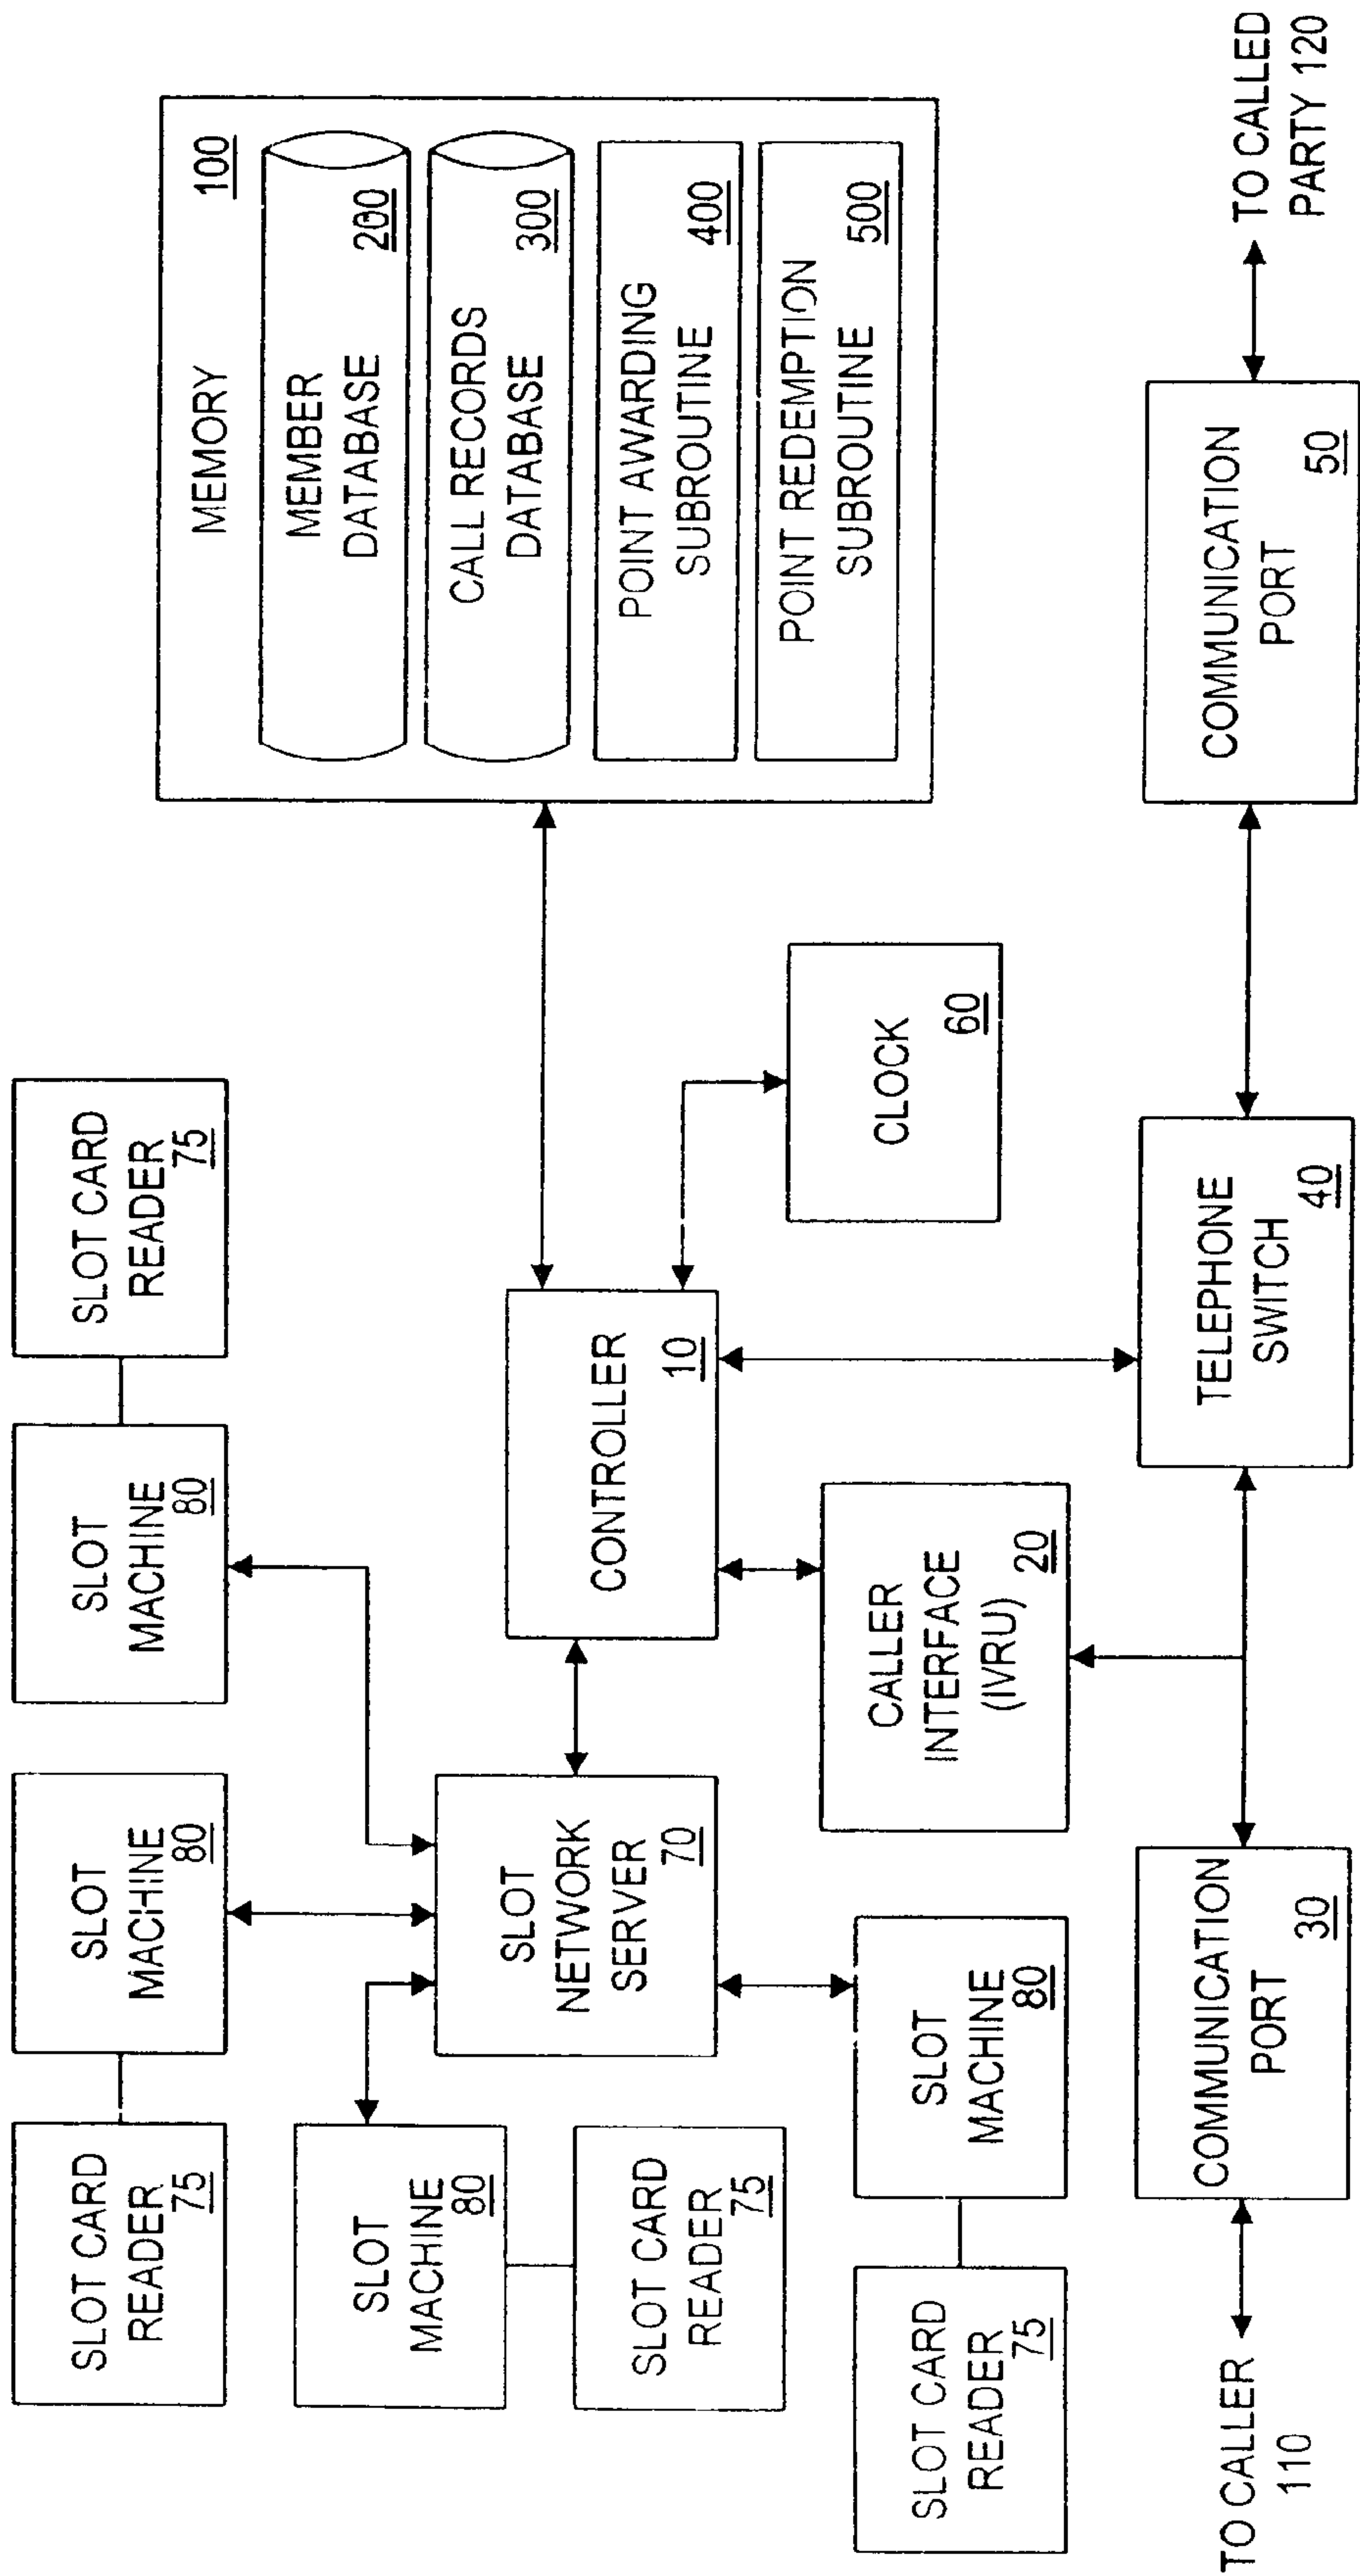 SLOT CARD
READER
75
SLOT
MACHINE
80
SLOT
MACHINE
80
SLOT CARD
READER
75
SLOT
MACHINE
80
SLOT CARD
READER
75
SLOT
NETWORK
SERVER
70
CONTROLLER
10
MEMORY
100
MEMBER
DATABASE
200
CALL RECORDS
DATABASE
300
POINT AWARDING
SUBROUTINE
400
POINT REDEMPTION
SUBROUTINE
500
CLOCK
60
SLOT CARD
READER
75
SLOT
MACHINE
80
CALLER
INTERFACE
(IVRU)
20
TO CALLER
110
COMMUNICATION
PORT
30
TELEPHONE
SWITCH
40
COMMUNICATION
PORT
50
TO CALLED
PARTY 120